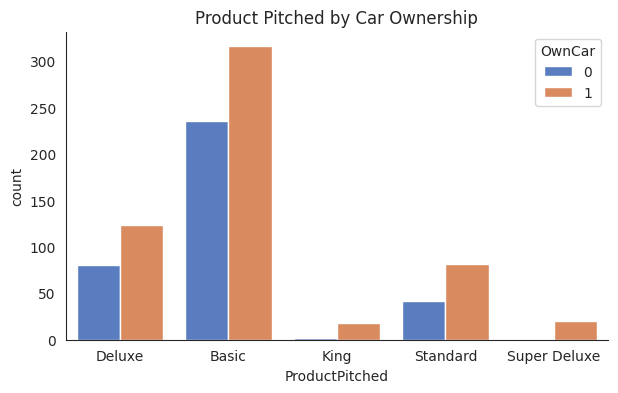 Product Pitched by Car Ownership
OwnCar
0
1
count
300
250
200
150
100
50
0
Deluxe
Basic
King
Standard
Super Deluxe
ProductPitched